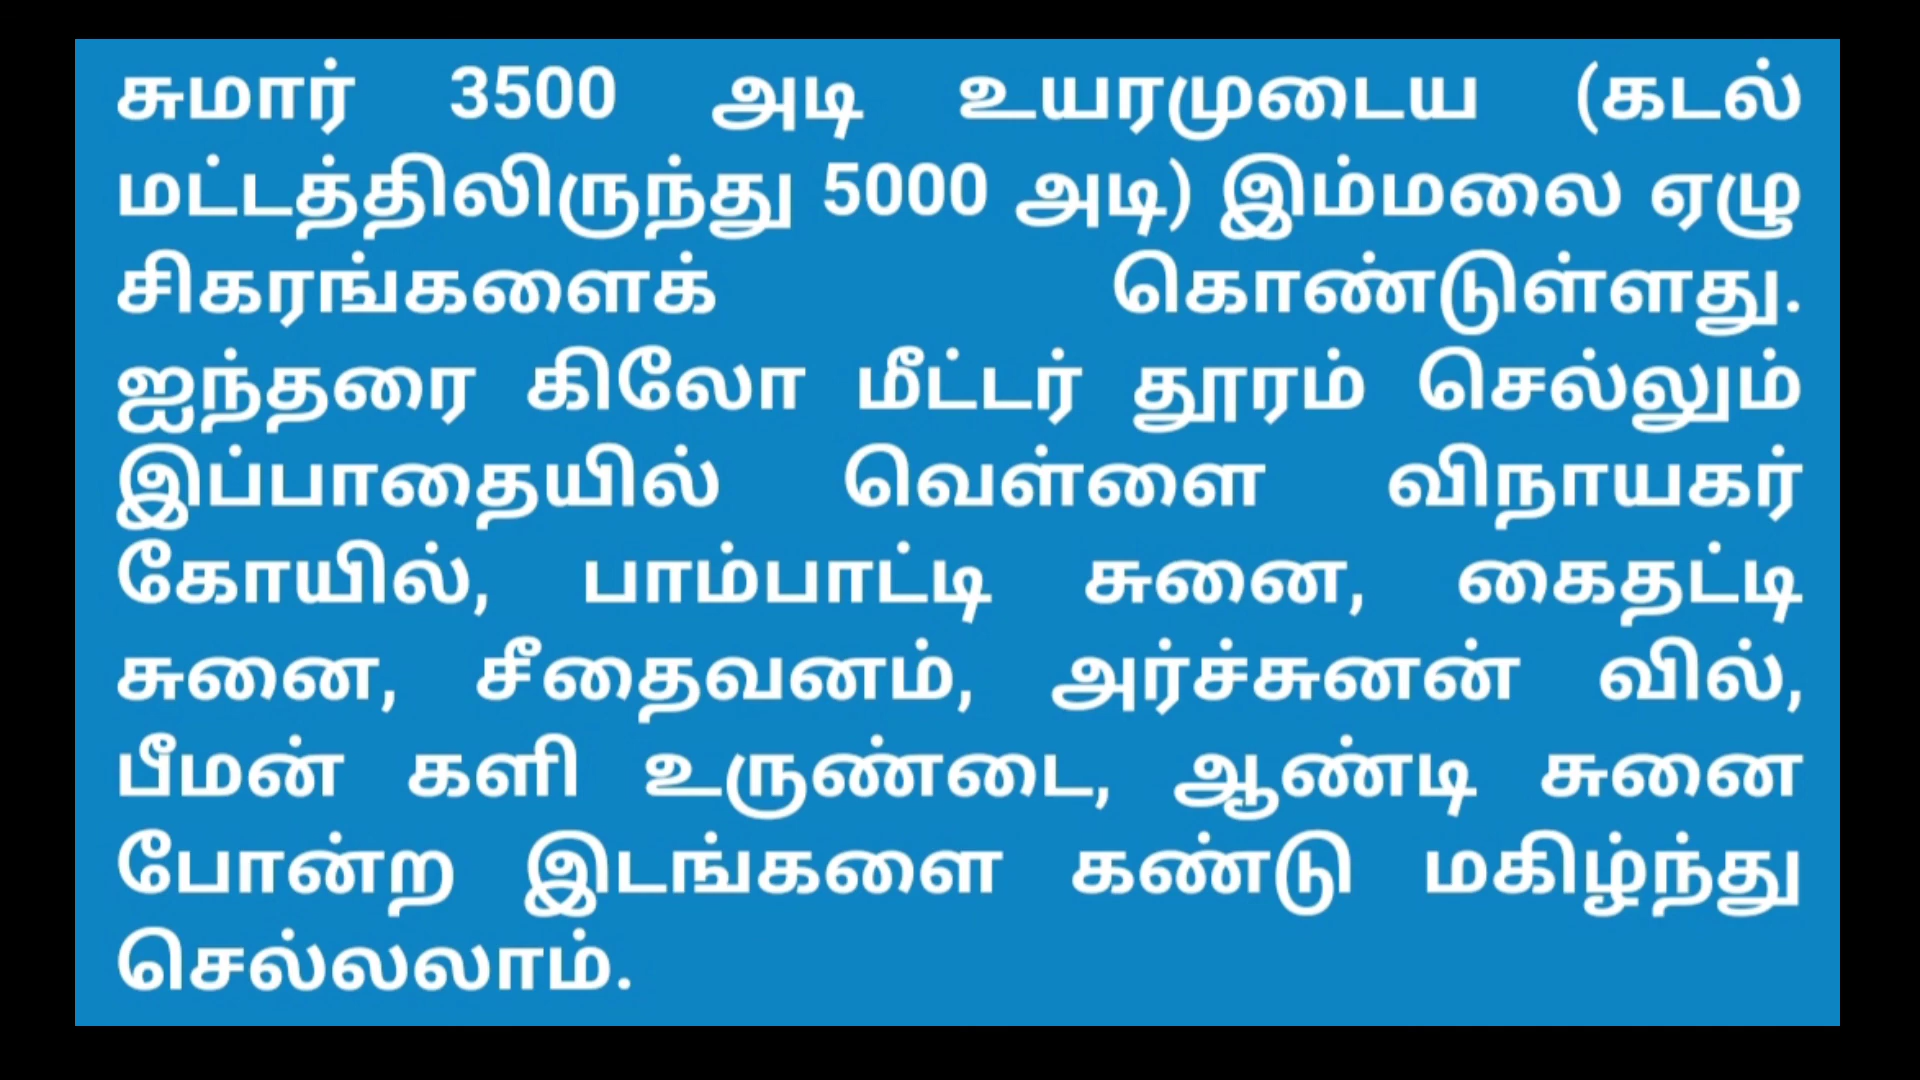 சுமார் 3500 அடி உயரமுடைய (கடல்
மட்டத்திலிருந்து 5000 அடி) இம்மலை ஏழு
சிகரங்களைக் கொண்டுள்ளது.
ஐந்தரை கிலோ மீட்டர் தூரம் செல்லும்
இப்பாதையில் வெள்ளை விநாயகர்
கோயில், பாம்பாட்டி சுனை, கைதட்டி
சுனை, சீதைவனம், அர்ச்சுனன் வில்,
பீமன் களி உருண்டை, ஆண்டி சுனை
போன்ற இடங்களை கண்டு மகிழ்ந்து
செல்லலாம்.